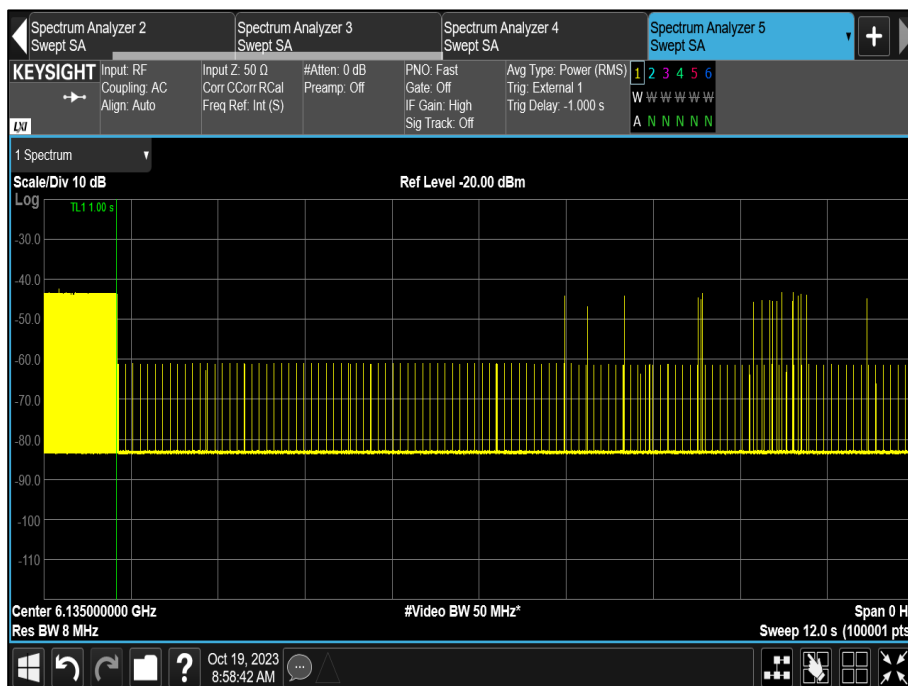 Spectrum Analyzer 2
Swept SA
Spectrum Analyzer 3
Swept SA
Spectrum Analyzer 4
Swept SA
Spectrum Analyzer 5
Swept SA
KEYSIGHT
LXI
Input: RF
Coupling: AC
Align: Auto
Input Z: 50 Ω
Corr CCorr RCal
Freq Ref: Int (S)
#Atten: 0 dB
Preamp: Off
PNO: Fast
Gate: Off
IF Gain: High
Sig Track: Off
Avg Type: Power (RMS)
Trig: External 1
Trig Delay: -1.000 s
1 2 3 4 5 6
W W W W W W
A N N N N N
1 Spectrum
Scale/Div 10 dB
Ref Level -20.00 dBm
Log
TL1 1.00 s
-30.0
-40.0
-50.0
-60.0
-70.0
-80.0
-90.0
-100
-110
Center 6.135000000 GHz
#Video BW 50 MHz*
Span 0 H
Res BW 8 MHz
Sweep 12.0 s (100001 pts
Oct 19, 2023
8:58:42 AM